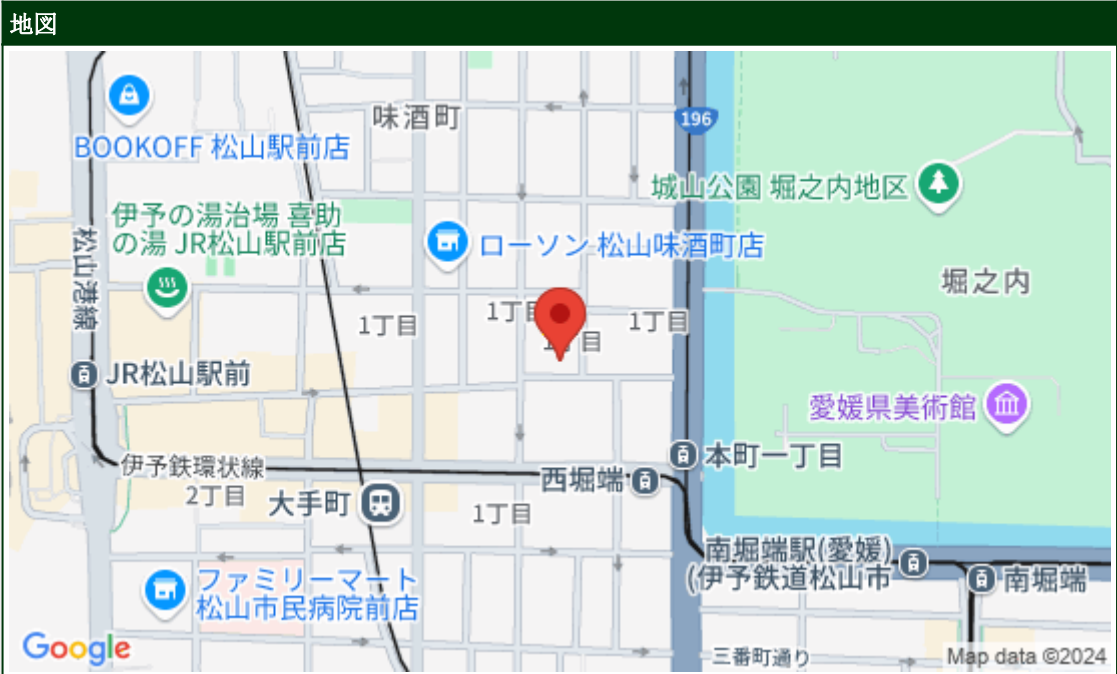 地図
味酒町
196
BOOKOFF 松山駅前店
城山公園 堀之内地区
伊予の湯治場 喜助
の湯 JR松山駅前店
ローソン 松山味酒町店
松山港線
堀之内
1丁目
1丁目
1丁目
JR松山駅前
愛媛県美術館
本町一丁目
伊予鉄環状線
西堀端
2丁目
大手町
1丁目
南堀端駅(愛媛)
(伊予鉄道松山市
南堀端
ファミリーマート
松山市民病院前店
Google
三番町通り
Map data ©2024